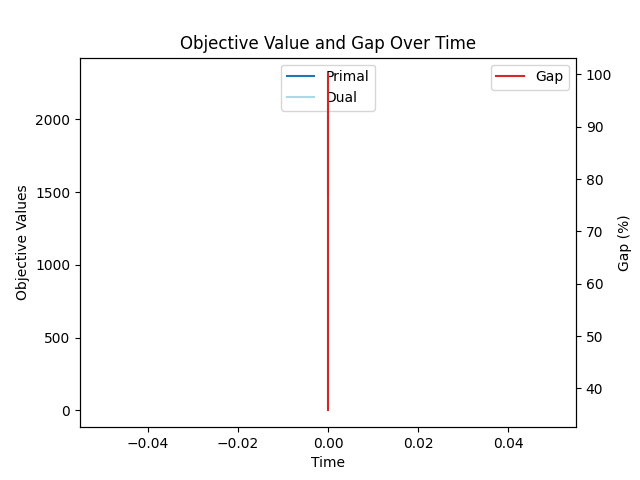 Objective Value and Gap Over Time
Primal
Dual
Gap
2000
1500
1000
500
0
Objective Values
100
90
80
70
60
50
40
Gap (%)
−0.04
−0.02
0.00
0.02
0.04
Time